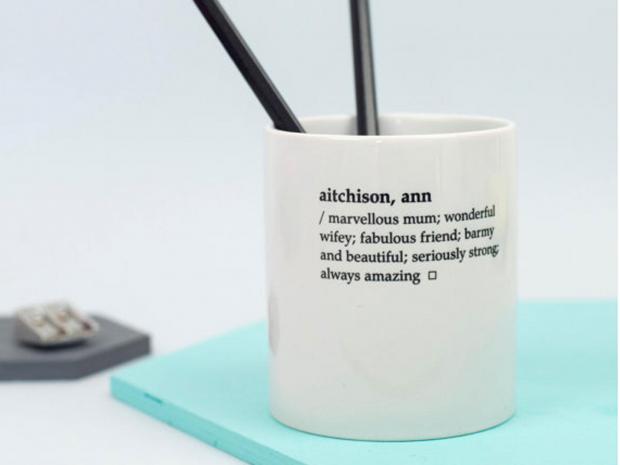 aitchison, ann
/ marvellous mum; wonderful
wifey; fabulous friend; barmy
and beautiful; seriously strong;
always amazing □